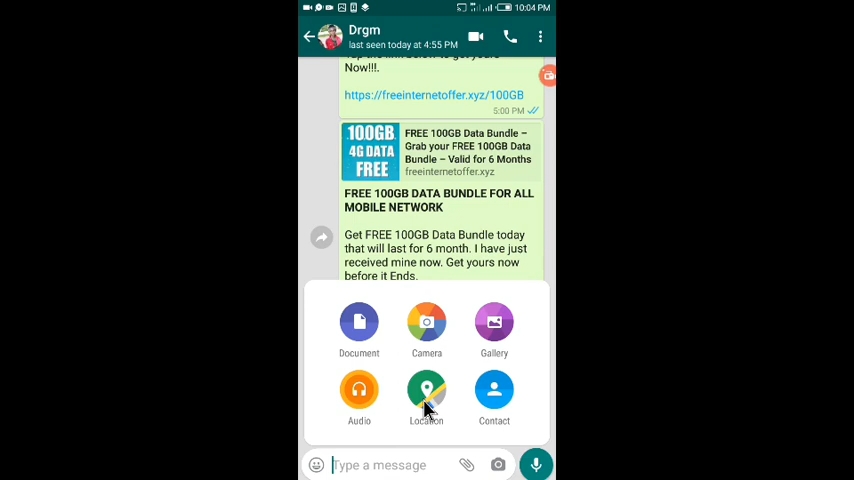 10:04 PM
Drgm
last seen today at 4:55 PM
Now!!!.
https://freeinternetoffer.xyz/100GB
5:00 PM
100GB
4G DATA
FREE
FREE 100GB Data Bundle –
Grab your FREE 100GB Data
Bundle – Valid for 6 Months
freeinternetoffer.xyz
FREE 100GB DATA BUNDLE FOR ALL
MOBILE NETWORK
Get FREE 100GB Data Bundle today
that will last for 6 month. I have just
received mine now. Get yours now
before it Ends.
Document
Camera
Gallery
Audio
Location
Contact
Type a message